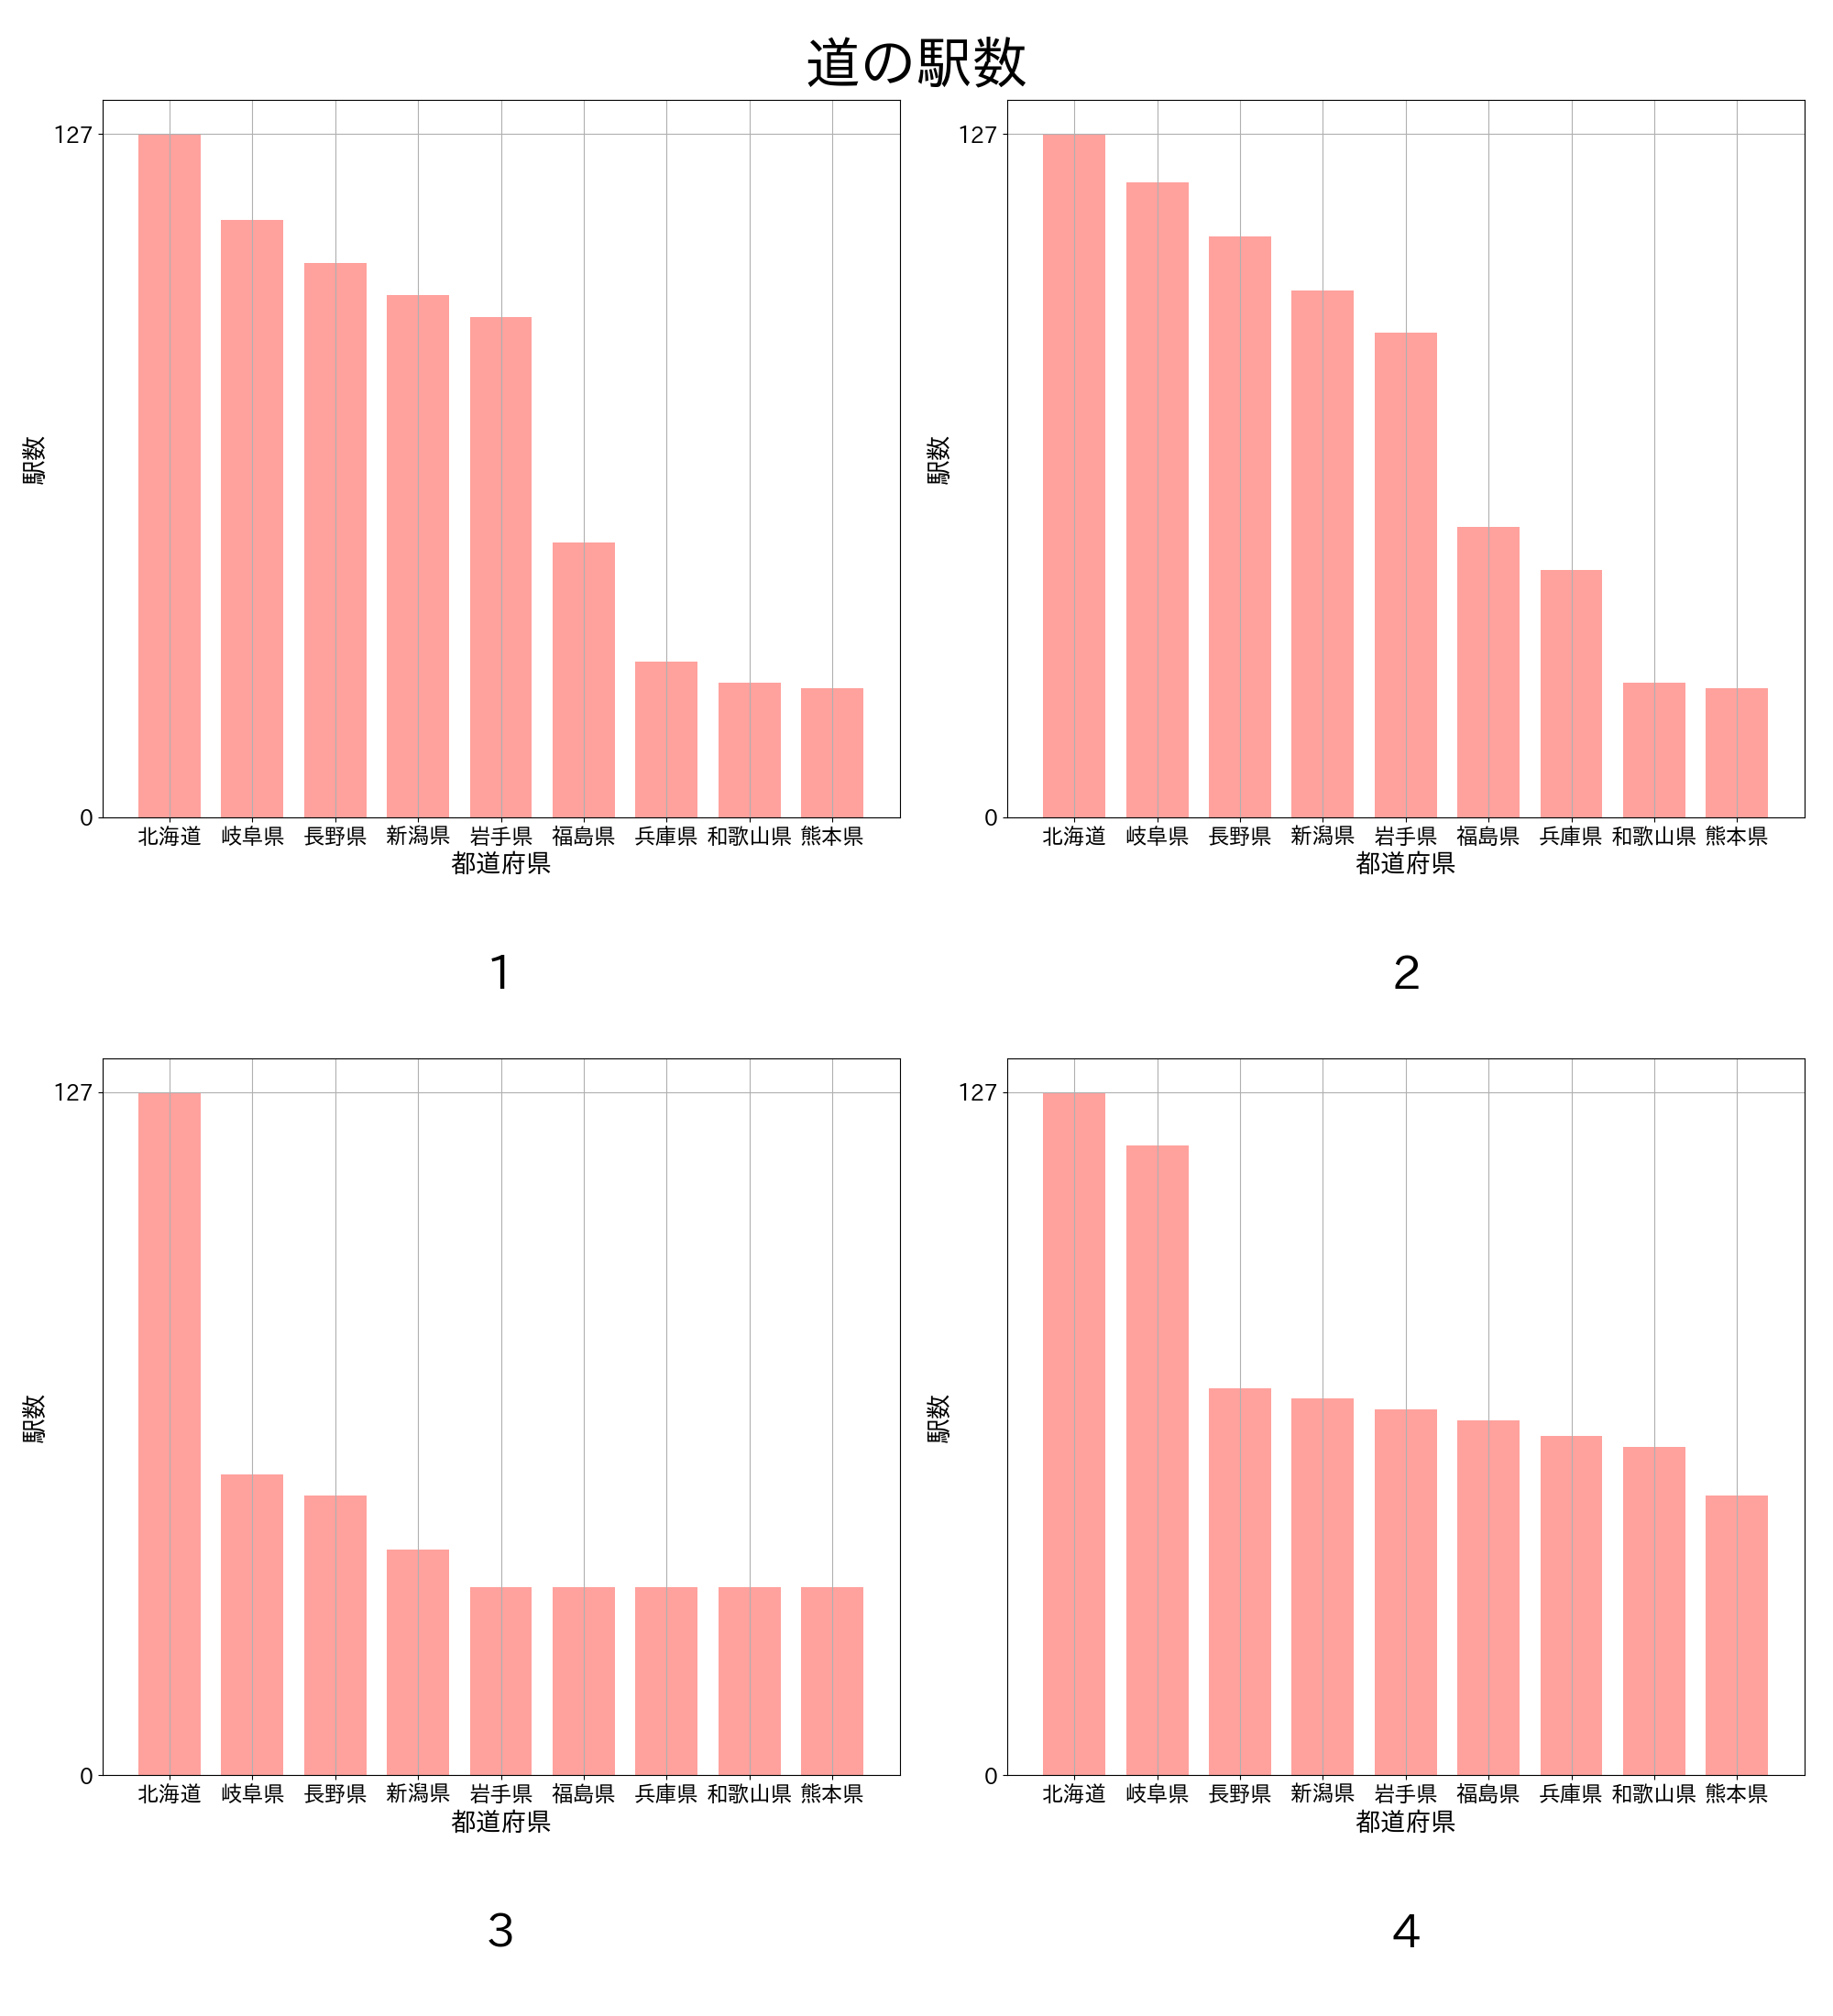 道の駅数
127
0
駅数
北海道 岐阜県 長野県 新潟県 岩手県 福島県 兵庫県 和歌山県 熊本県
都道府県
1
127
0
駅数
北海道 岐阜県 長野県 新潟県 岩手県 福島県 兵庫県 和歌山県 熊本県
都道府県
2
127
0
駅数
北海道 岐阜県 長野県 新潟県 岩手県 福島県 兵庫県 和歌山県 熊本県
都道府県
3
127
0
駅数
北海道 岐阜県 長野県 新潟県 岩手県 福島県 兵庫県 和歌山県 熊本県
都道府県
4